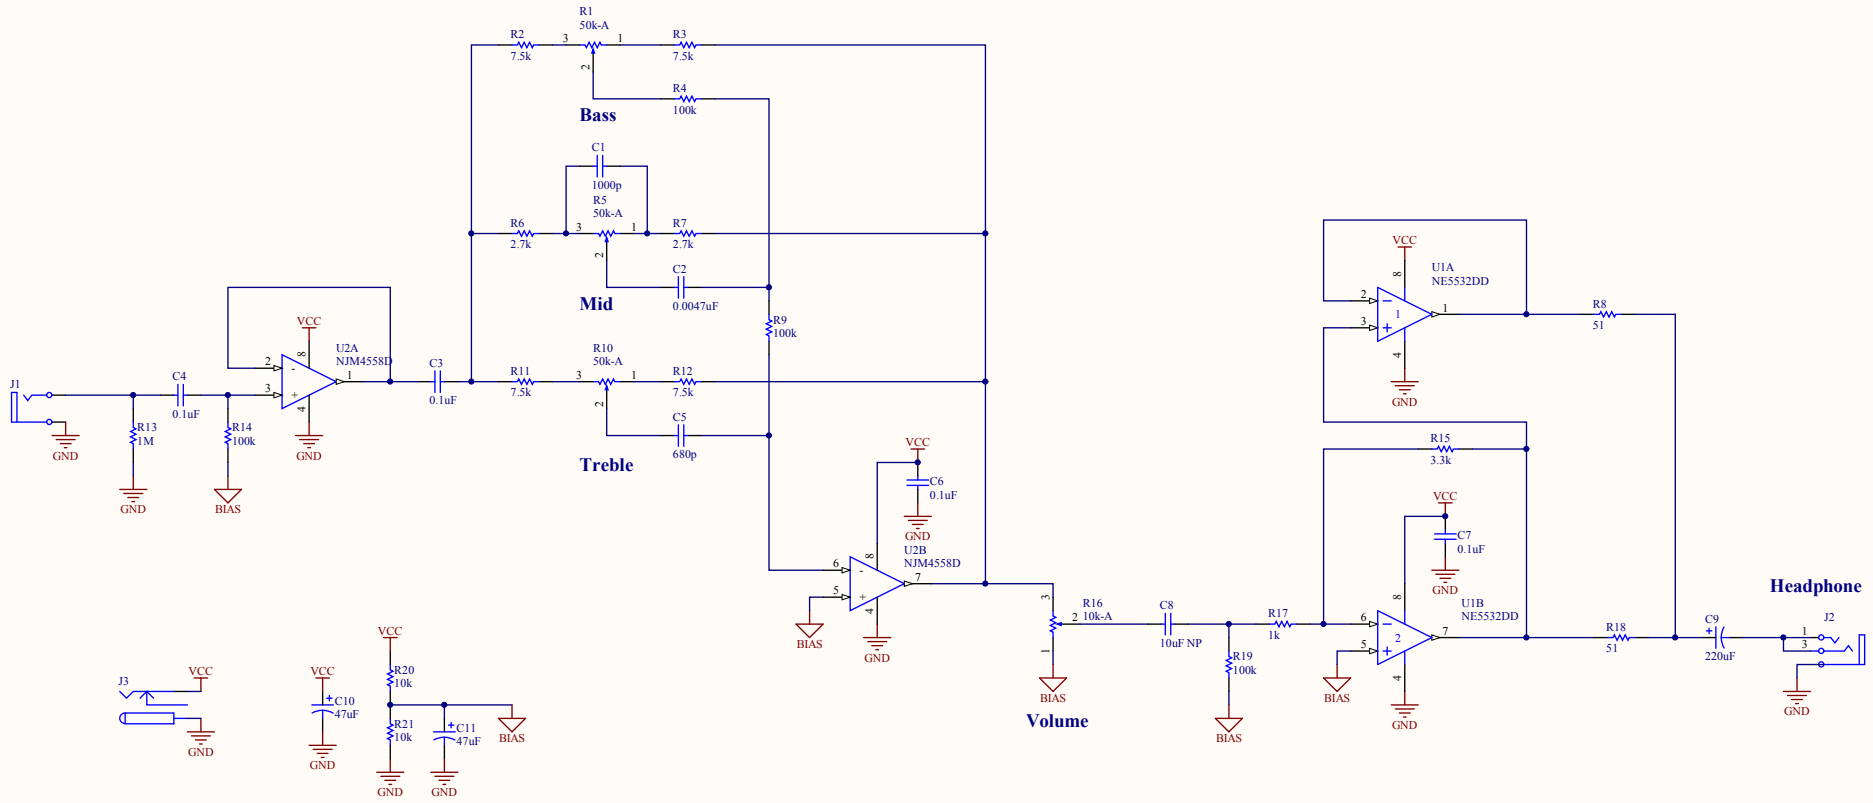 R1
50k-A
R2
7.5k
3
1
2
R3
7.5k
R4
100k
Bass
C1
1000p
R5
50k-A
R6
2.7k
3
1
2
R7
2.7k
C2
0.0047uF
Mid
R9
100k
R10
50k-A
R11
7.5k
3
1
2
R12
7.5k
C5
680p
Treble
J1
R13
1M
GND
GND
C4
0.1uF
R14
100k
BIAS
VCC
8
U2A
NJM4558D
2
-
3
+
1
4
GND
C3
0.1uF
VCC
C6
0.1uF
GND
8
U2B
NJM4558D
6
-
5
+
7
4
BIAS
GND
3
R16
10k-A
2
1
BIAS
Volume
C8
10uF NP
R19
100k
BIAS
R17
1k
VCC
8
U1A
NE5532DD
2
3
1
1
4
GND
R8
51
R15
3.3k
VCC
C7
0.1uF
GND
8
U1B
NE5532DD
6
5
2
7
4
BIAS
GND
R18
51
C9
+
220uF
Headphone
J2
1
3
GND
J3
VCC
GND
VCC
+
C10
47uF
GND
VCC
R20
10k
R21
10k
GND
+
C11
47uF
GND
BIAS